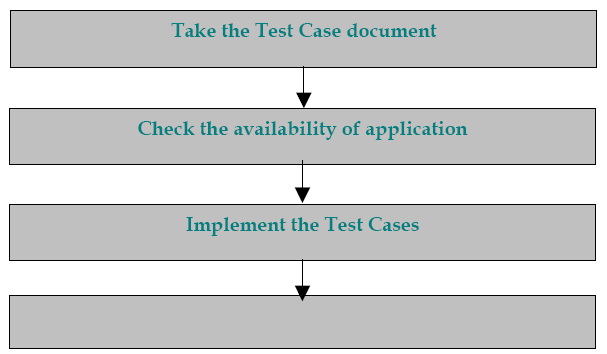 Take the Test Case document
Check the availability of application
Implement the Test Cases